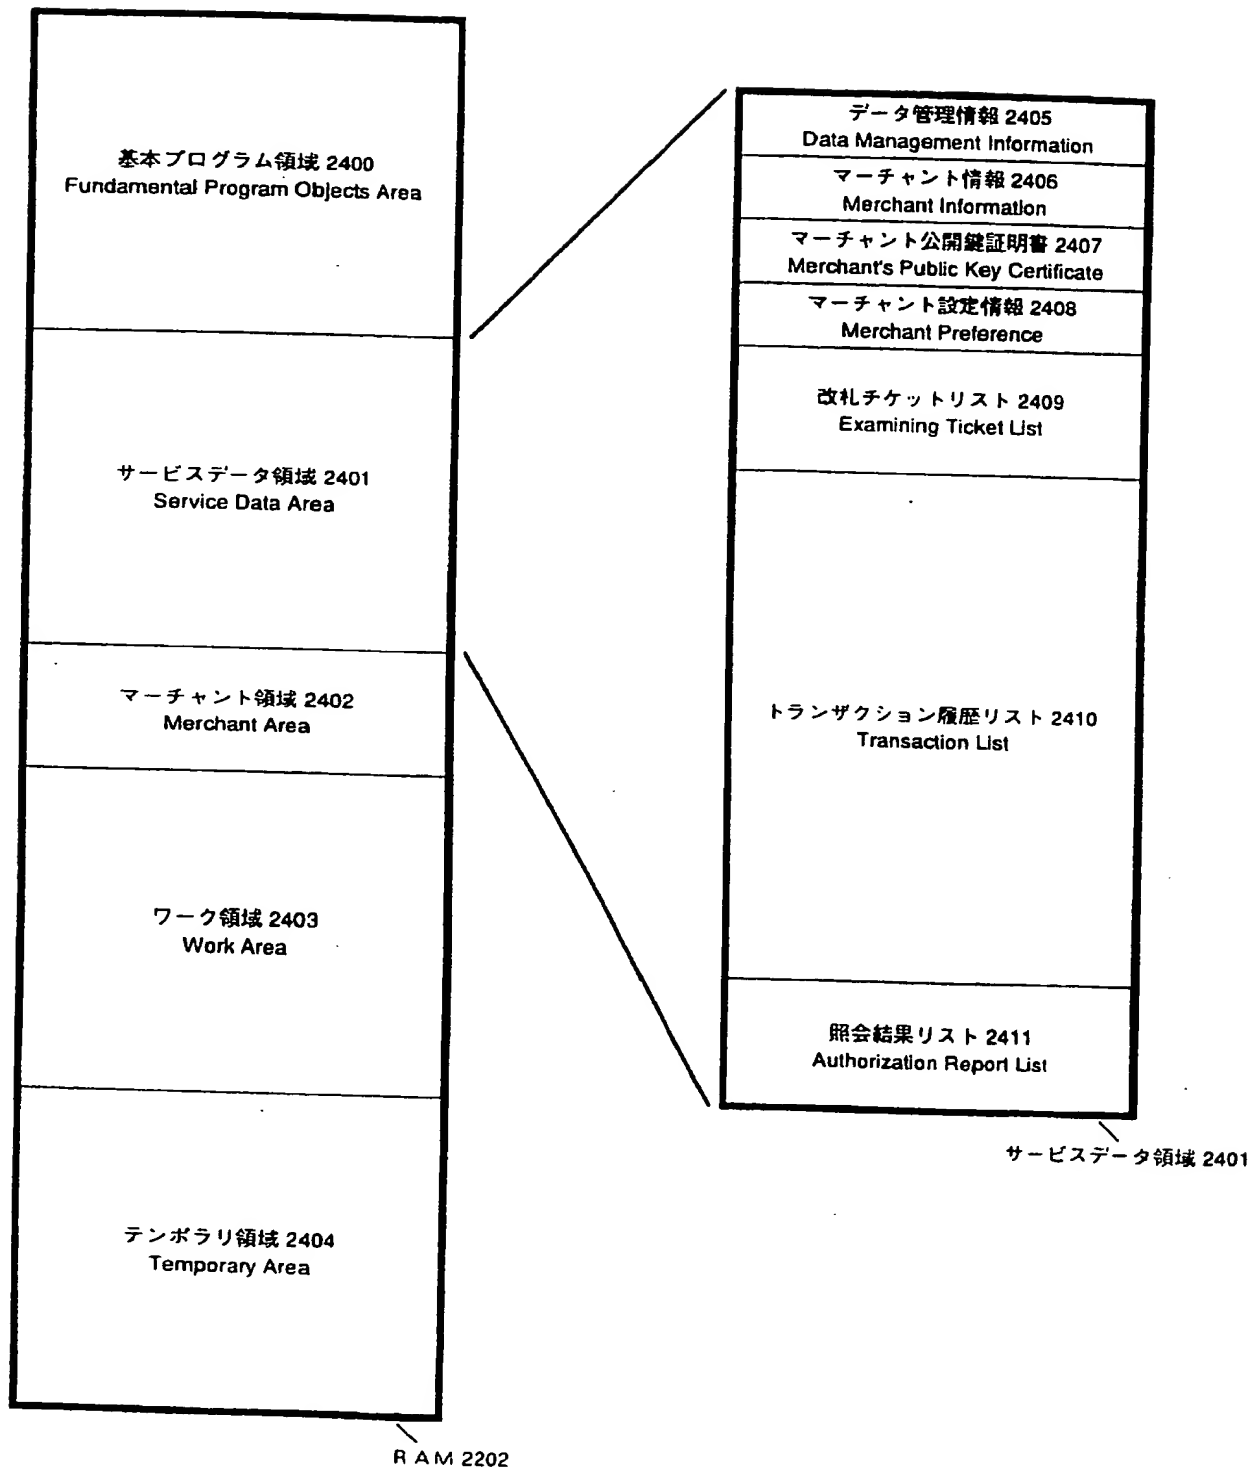 基本プログラム領域 2400
Fundamental Program Objects Area
サービスデータ領域 2401
Service Data Area
マーチャント領域 2402
Merchant Area
ワーク領域 2403
Work Area
テンポラリ領域 2404
Temporary Area
RAM 2202
データ管理情報 2405
Data Management Information
マーチャント情報 2406
Merchant Information
マーチャント公開鍵証明書 2407
Merchant's Public Key Certificate
マーチャント設定情報 2408
Merchant Preference
改札チケットリスト 2409
Examining Ticket List
トランザクション履歴リスト 2410
Transaction List
照会結果リスト 2411
Authorization Report List
サービスデータ領域 2401